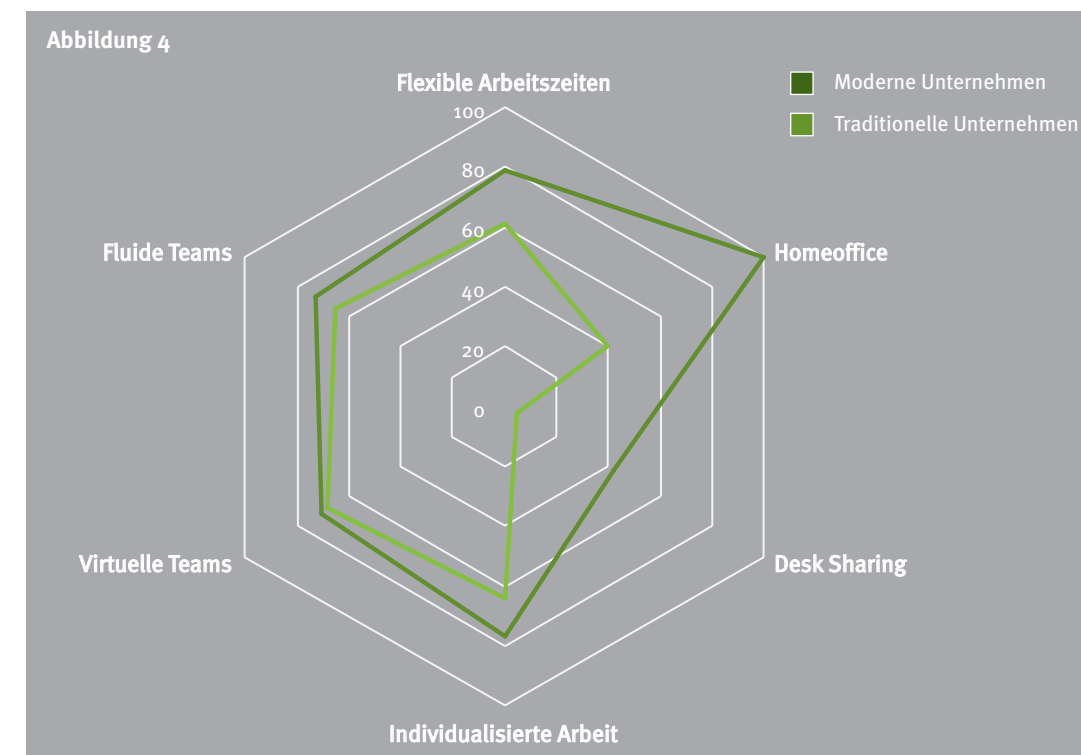 Abbildung 4
Flexible Arbeitszeiten
Moderne Unternehmen
Traditionelle Unternehmen
100
80
60
40
20
0
Fluide Teams
Homeoffice
Virtuelle Teams
Desk Sharing
Individualisierte Arbeit